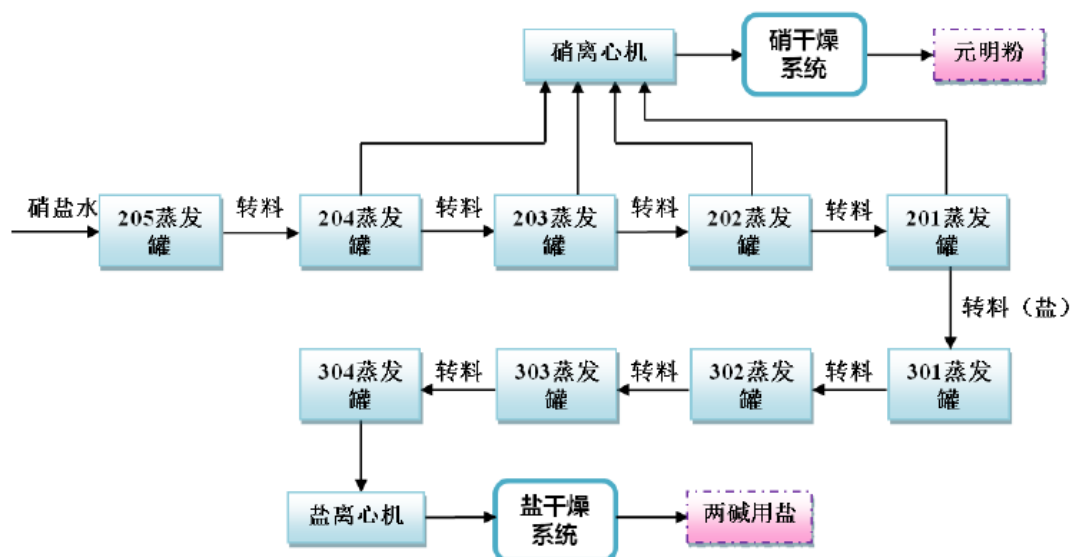 硝离心机
硝干燥
系统
元明粉
硝盐水
205蒸发
罐
转料
204蒸发
罐
转料
203蒸发
罐
转料
202蒸发
罐
转料
201蒸发
罐
转料（盐）
304蒸发
罐
转料
303蒸发
罐
转料
302蒸发
罐
转料
301蒸发
罐
盐离心机
盐干燥
系统
两碱用盐